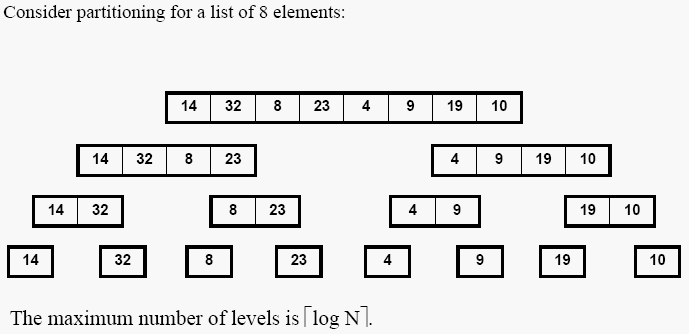 Consider partitioning for a list of 8 elements:
14 32 8 23 4 9 19 10
14 32 8 23 4 9 19 10
14 32 8 23 4 9 19 10
14 32 8 23 4 9 19 10
The maximum number of levels is ⌈log N⌉.